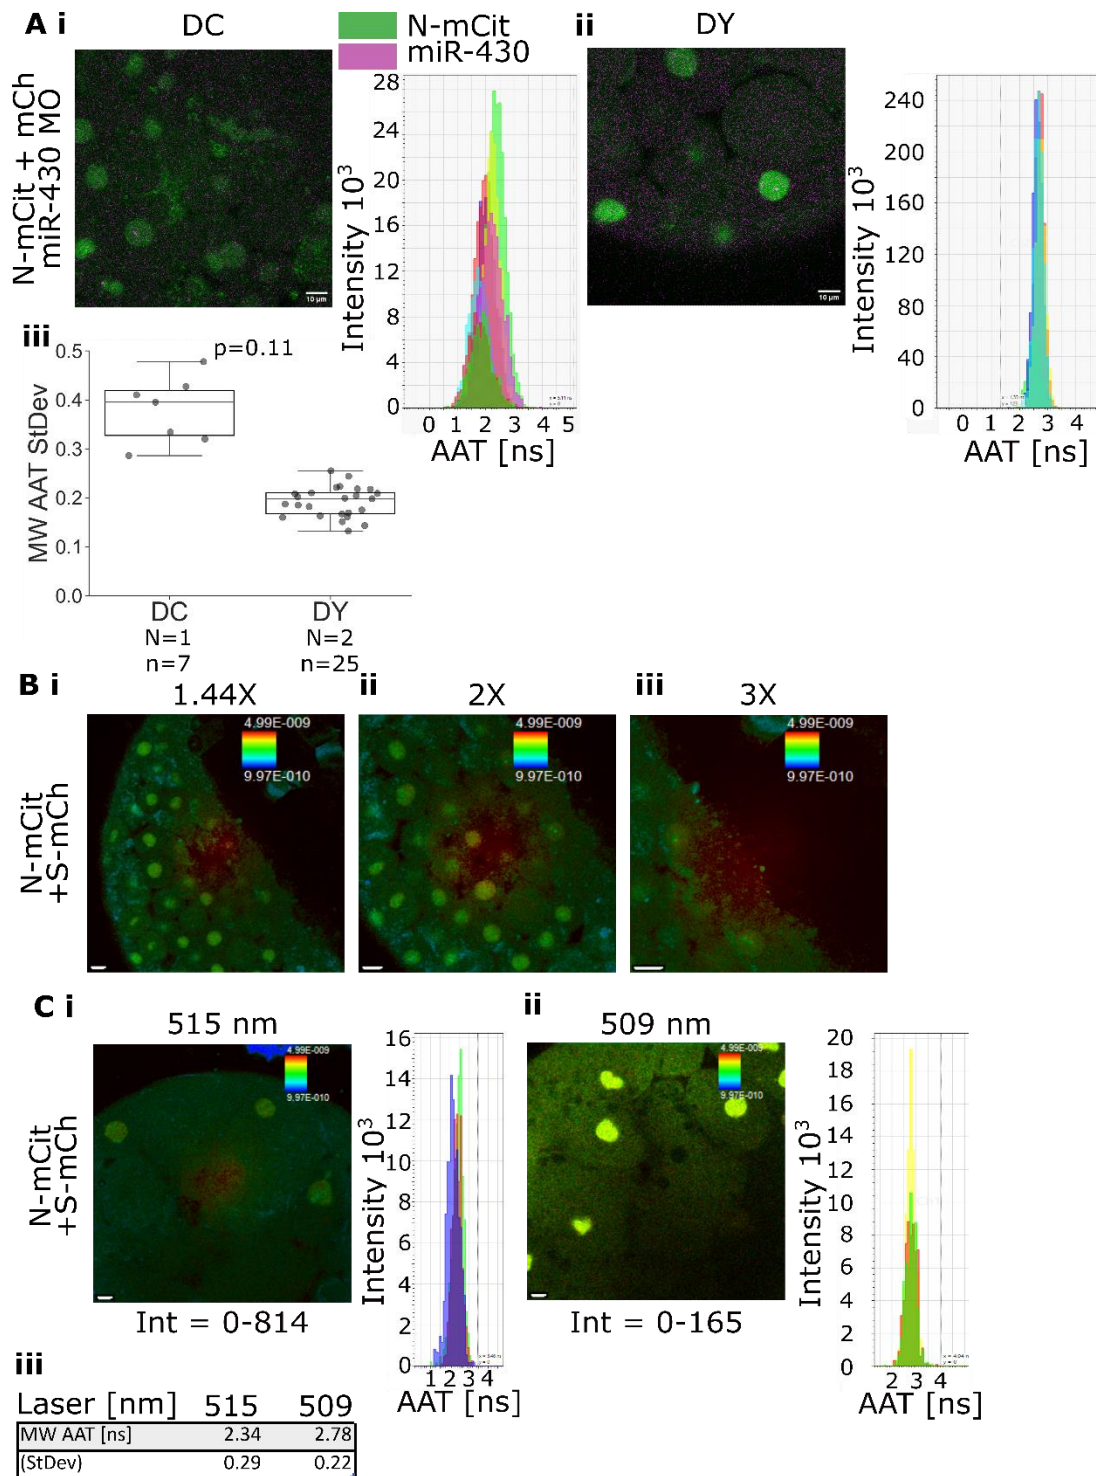 A i
DC
N-mCit
miR-430
ii
DY
N-mCit + mCh
miR-430 MO
10 µm
28
24
20
16
12
8
4
0
Intensity 10³
0 1 2 3 4 5
AAT [ns]
10 µm
240
200
160
120
80
40
0
Intensity 10³
0 1 2 3 4
AAT [ns]
iii
p=0.11
0.5
0.4
0.3
0.2
0.1
0.0
MW AAT StDev
DC
DY
N=1
N=2
n=7
n=25
B i
1.44X
ii
2X
iii
3X
N-mCit
+S-mCh
4.99E-009
9.97E-010
4.99E-009
9.97E-010
4.99E-009
9.97E-010
C i
515 nm
ii
509 nm
N-mCit
+S-mCh
4.99E-009
9.97E-010
Int = 0-814
16
14
12
10
8
6
4
2
0
Intensity 10³
1 2 3 4
AAT [ns]
4.99E-009
9.97E-010
Int = 0-165
20
18
16
14
12
10
8
6
4
2
0
Intensity 10³
2 3 4
AAT [ns]
iii
Laser [nm] 515 509
MW AAT [ns] 2.34 2.78
(StDev) 0.29 0.22